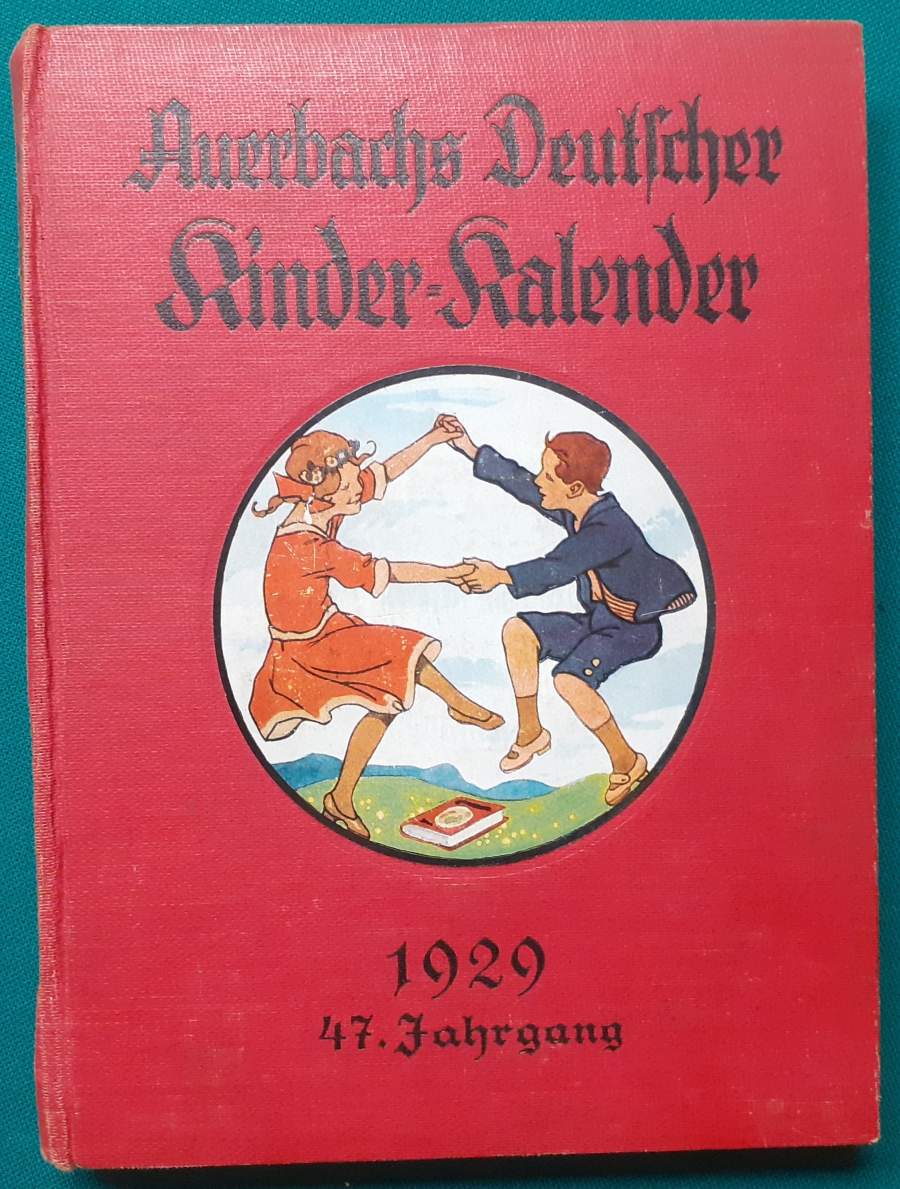 Auerbachs Deutſcher
Kinder-Kalender
1929
47. Jahrgang